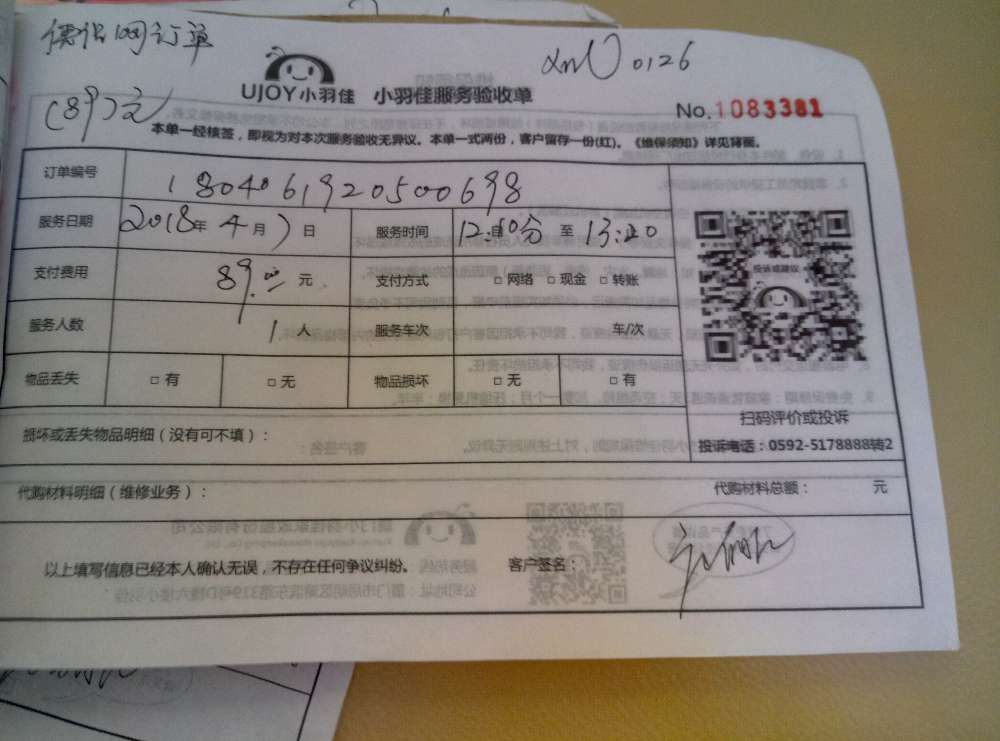 网订单
xmU0126
(89)元
UJOY小羽佳 小羽佳服务验收单
No.1083381
本单一经核签，即视为对本次服务验收无异议。本单一式两份，客户留存一份(红)。《维保须知》详见背面。
订单编号 1804061920500698
服务日期 2018年4月7日 服务时间 12:10分 至 13:20
支付费用 89.00 元 支付方式 □网络 □现金 □转账
投诉或建议
服务人数 1人 服务车次 车/次
物品丢失 □有 □无 物品损坏 □无 □有
扫码评价或投诉
损坏或丢失物品明细（没有可不填）：
投诉电话：0592-5178888转2
代购材料明细（维修业务）： 代购材料总额： 元
以上填写信息已经本人确认无误，不存在任何争议纠纷。 客户签名：